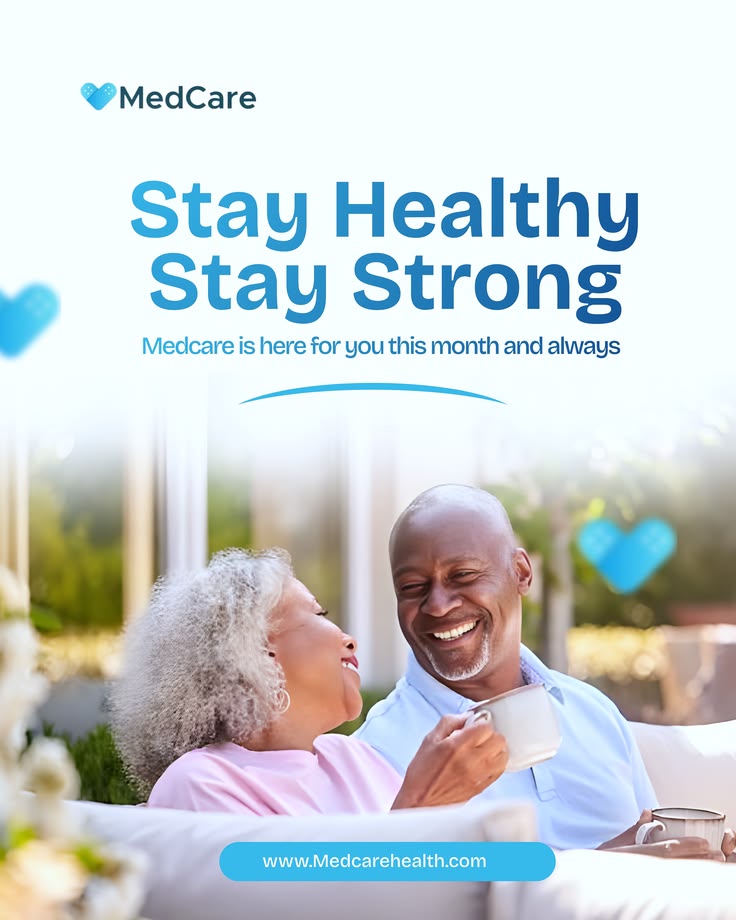 MedCare
Stay Healthy
Stay Strong
Medcare is here for you this month and always
www.Medcarehealth.com